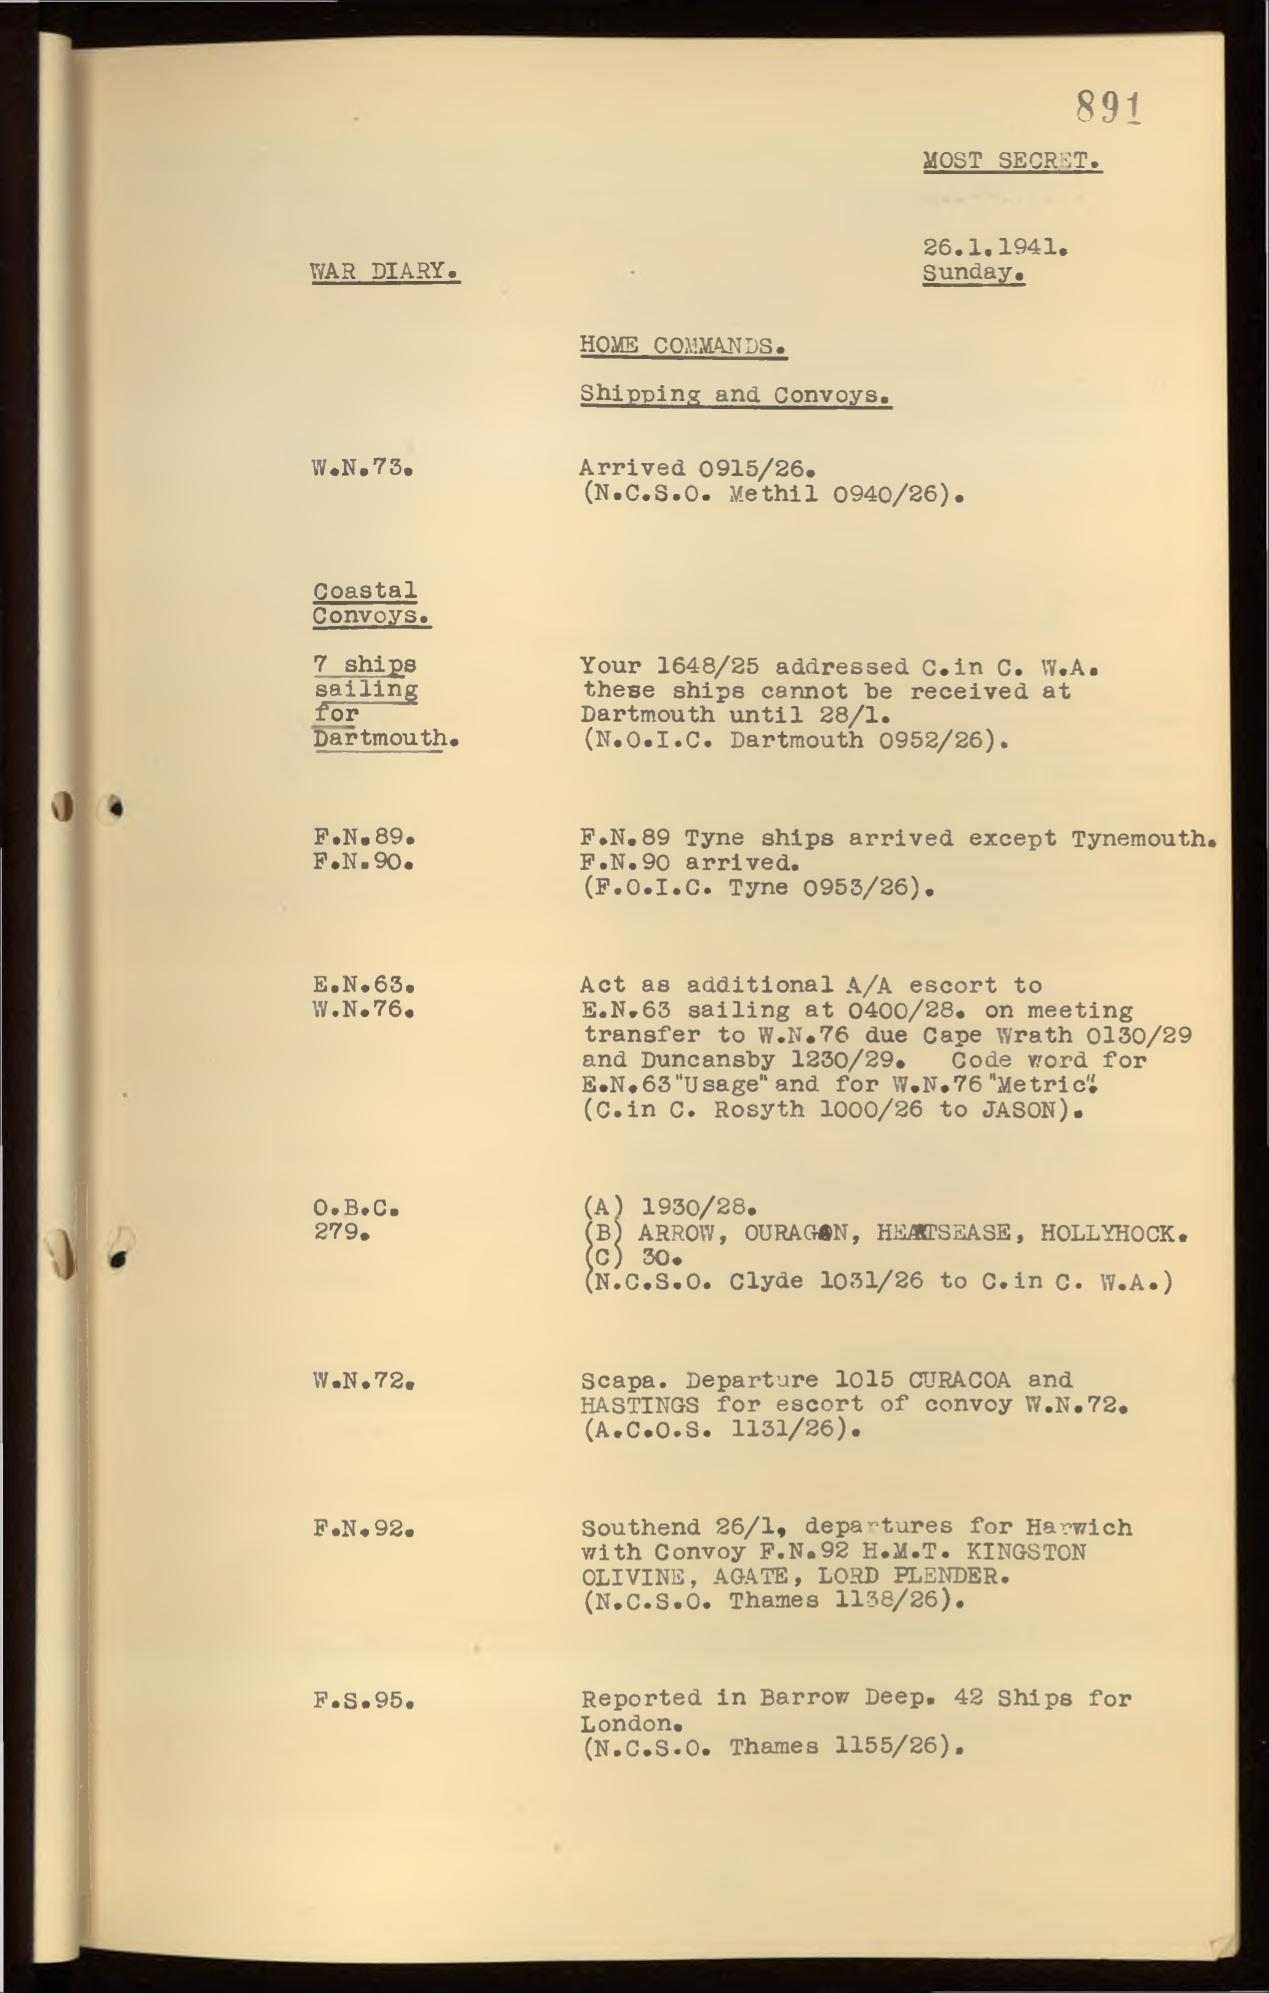 891
MOST SECRET.
26.1.1941.
WAR DIARY.
Sunday.
HOME COMMANDS.
Shipping and Convoys.
W.N.73.
Arrived 0915/26.
(N.C.S.O. Methil 0940/26).
Coastal
Convoys.
7 ships
sailing
for
Dartmouth.
Your 1648/25 addressed C.in C. W.A.
these ships cannot be received at
Dartmouth until 28/1.
(N.O.I.C. Dartmouth 0952/26).
F.N.89.
F.N.90.
F.N.89 Tyne ships arrived except Tynemouth.
F.N.90 arrived.
(F.O.I.C. Tyne 0953/26).
E.N.63.
W.N.76.
Act as additional A/A escort to
E.N.63 sailing at 0400/28. on meeting
transfer to W.N.76 due Cape Wrath 0130/29
and Duncansby 1230/29. Code word for
E.N.63"Usage"and for W.N.76"Metric".
(C.in C. Rosyth 1000/26 to JASON).
O.B.C.
279.
(A) 1930/28.
(B) ARROW, OURAGAN, HEARTSEASE, HOLLYHOCK.
(C) 30.
(N.C.S.O. Clyde 1031/26 to C.in C. W.A.)
W.N.72.
Scapa. Departure 1015 CURACOA and
HASTINGS for escort of convoy W.N.72.
(A.C.O.S. 1131/26).
F.N.92.
Southend 26/1, departures for Harwich
with Convoy F.N.92 H.M.T. KINGSTON
OLIVINE, AGATE, LORD PLENDER.
(N.C.S.O. Thames 1138/26).
F.S.95.
Reported in Barrow Deep. 42 Ships for
London.
(N.C.S.O. Thames 1155/26).